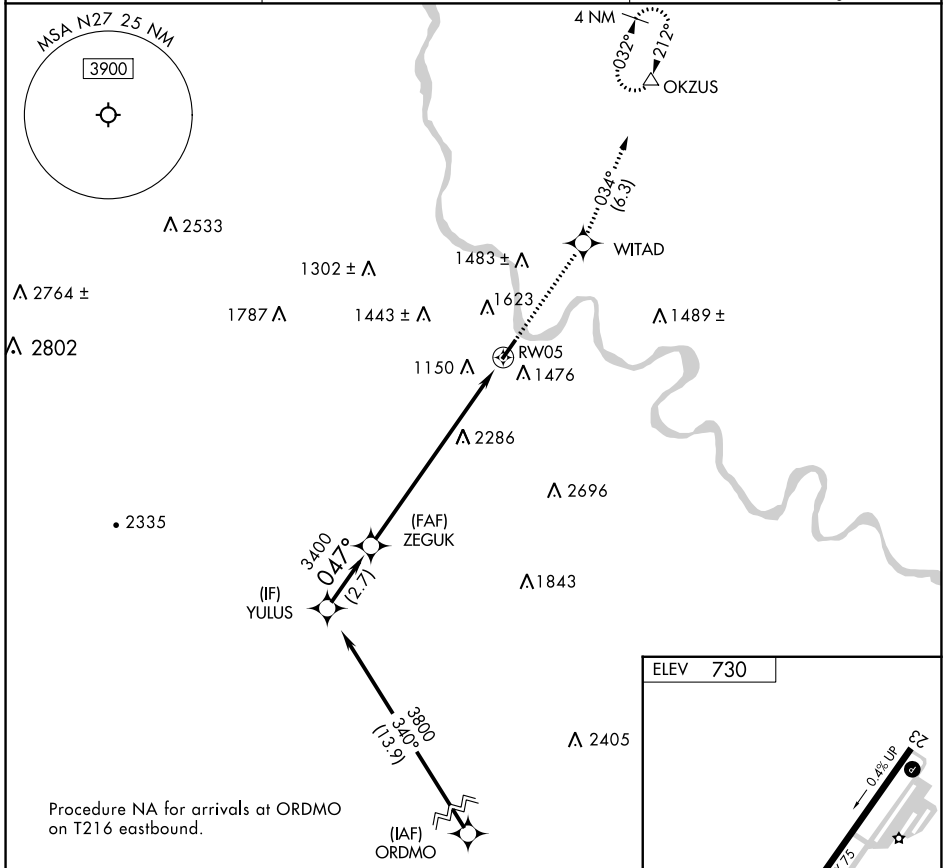 MSA N27 25 NM
3900
4 NM
032°
212°
OKZUS
034°
(6.3)
2533
WITAD
1302 ±
1483 ±
2764 ±
1787
1443 ±
1623
1489 ±
2802
RW05
1150
1476
2286
2696
2335
(FAF)
ZEGUK
3400
047°
(2.7)
1843
(IF)
YULUS
ELEV 730
3800
340°
(13.9)
2405
23
0.4% UP
P
Procedure NA for arrivals at ORDMO
on T216 eastbound.
(IAF)
ORDMO